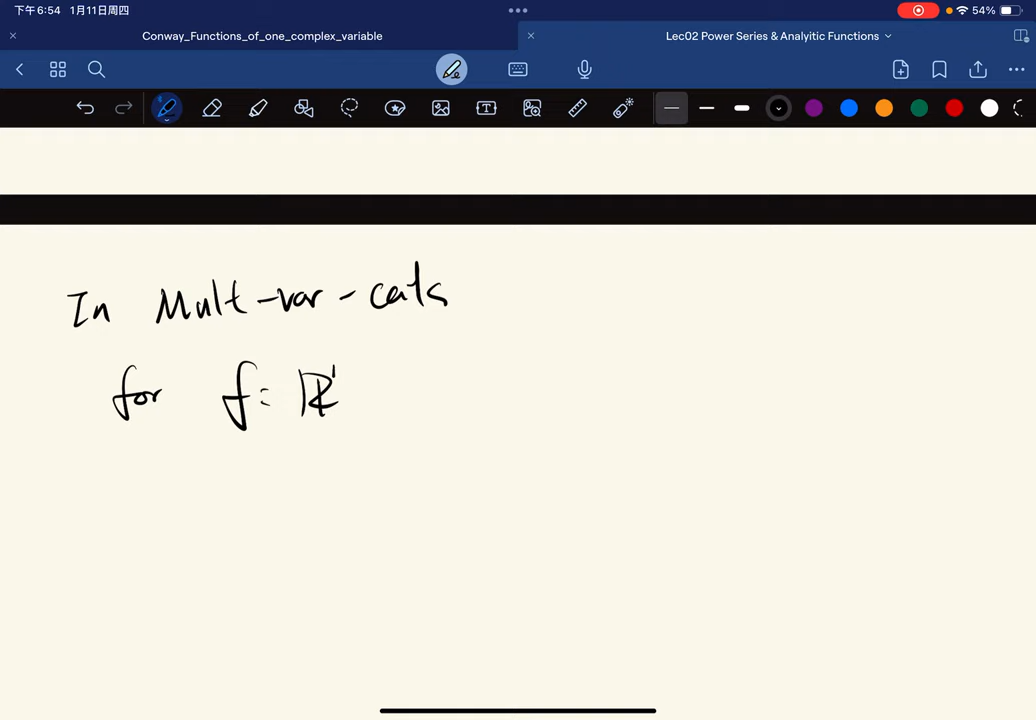 下午6:54 1月11日周四 54%
Conway_Functions_of_one_complex_variable Lec02 Power Series & Analyitic Functions
In Mult-var-cals
for f: ℝ'